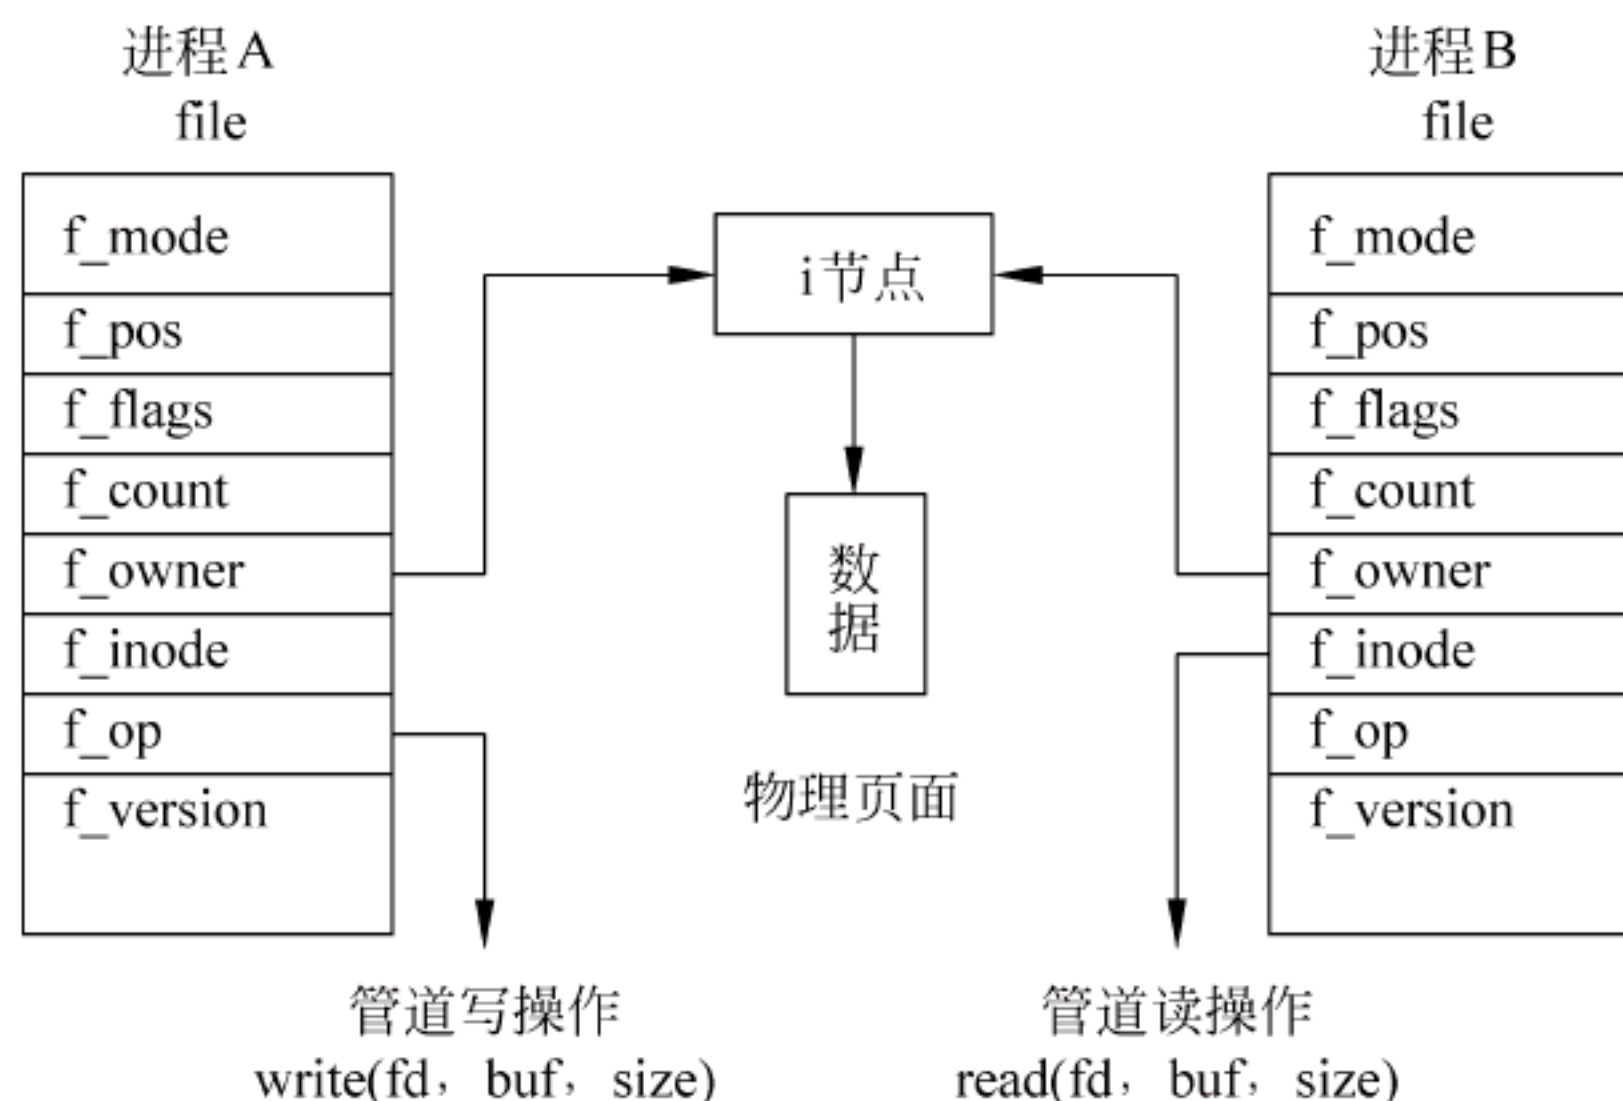 进程A
file
f_mode
f_pos
f_flags
f_count
f_owner
f_inode
f_op
f_version
i节点
数
据
物理页面
进程B
file
f_mode
f_pos
f_flags
f_count
f_owner
f_inode
f_op
f_version
管道写操作
write(fd，buf，size)
管道读操作
read(fd，buf，size)